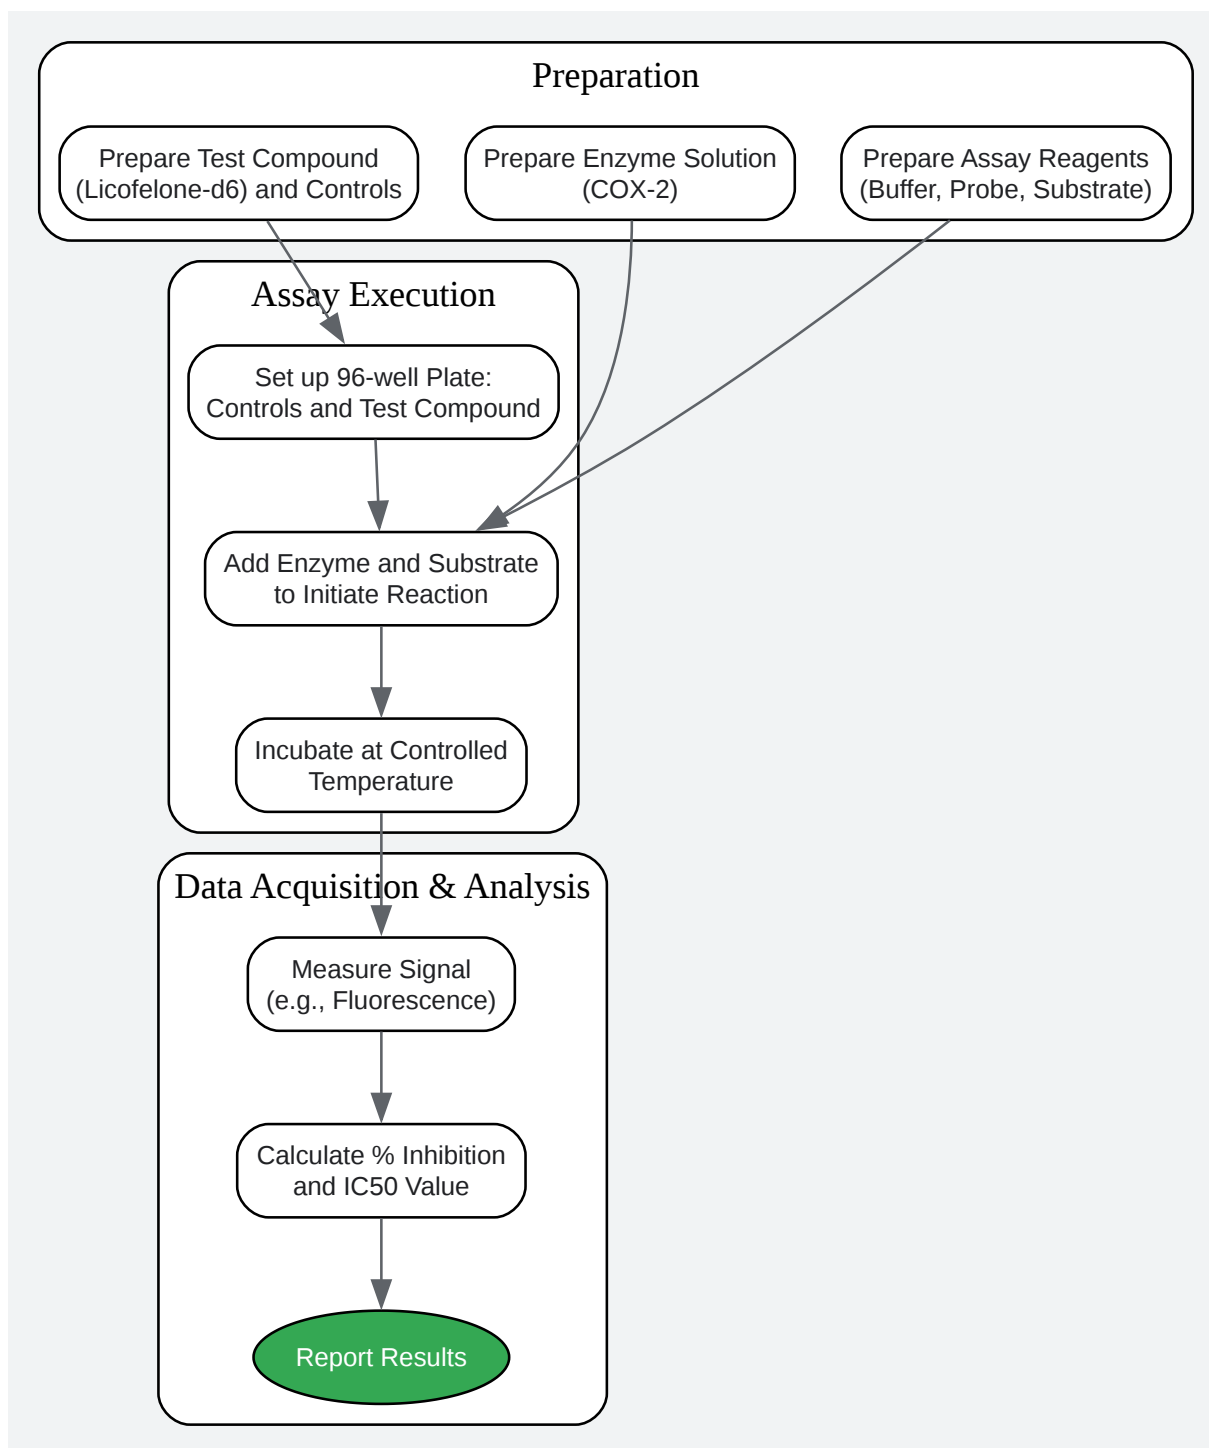 Preparation
Prepare Test Compound
(Licofelone-d6) and Controls
Prepare Enzyme Solution
(COX-2)
Prepare Assay Reagents
(Buffer, Probe, Substrate)
Assay Execution
Set up 96-well Plate:
Controls and Test Compound
Add Enzyme and Substrate
to Initiate Reaction
Incubate at Controlled
Temperature
Data Acquisition & Analysis
Measure Signal
(e.g., Fluorescence)
Calculate % Inhibition
and IC50 Value
Report Results